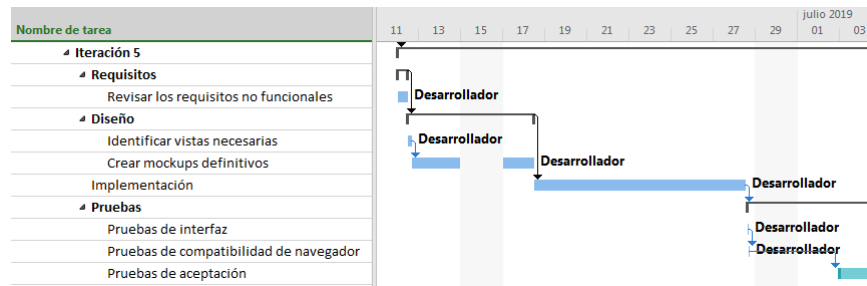 julio 2019
Nombre de tarea 11 13 15 17 19 21 23 25 27 29 01 03
Iteración 5
Requisitos
Revisar los requisitos no funcionales Desarrollador
Diseño
Identificar vistas necesarias Desarrollador
Crear mockups definitivos Desarrollador
Implementación Desarrollador
Pruebas
Pruebas de interfaz Desarrollador
Pruebas de compatibilidad de navegador Desarrollador
Pruebas de aceptación